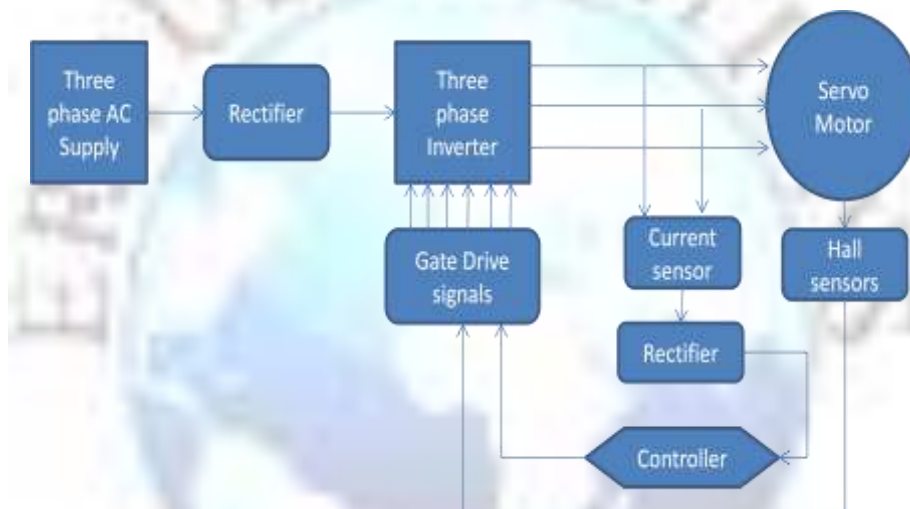 Three
phase AC
Supply
Rectifier
Three
phase
Inverter
Servo
Motor
Gate Drive
signals
Current
sensor
Hall
sensors
Rectifier
Controller